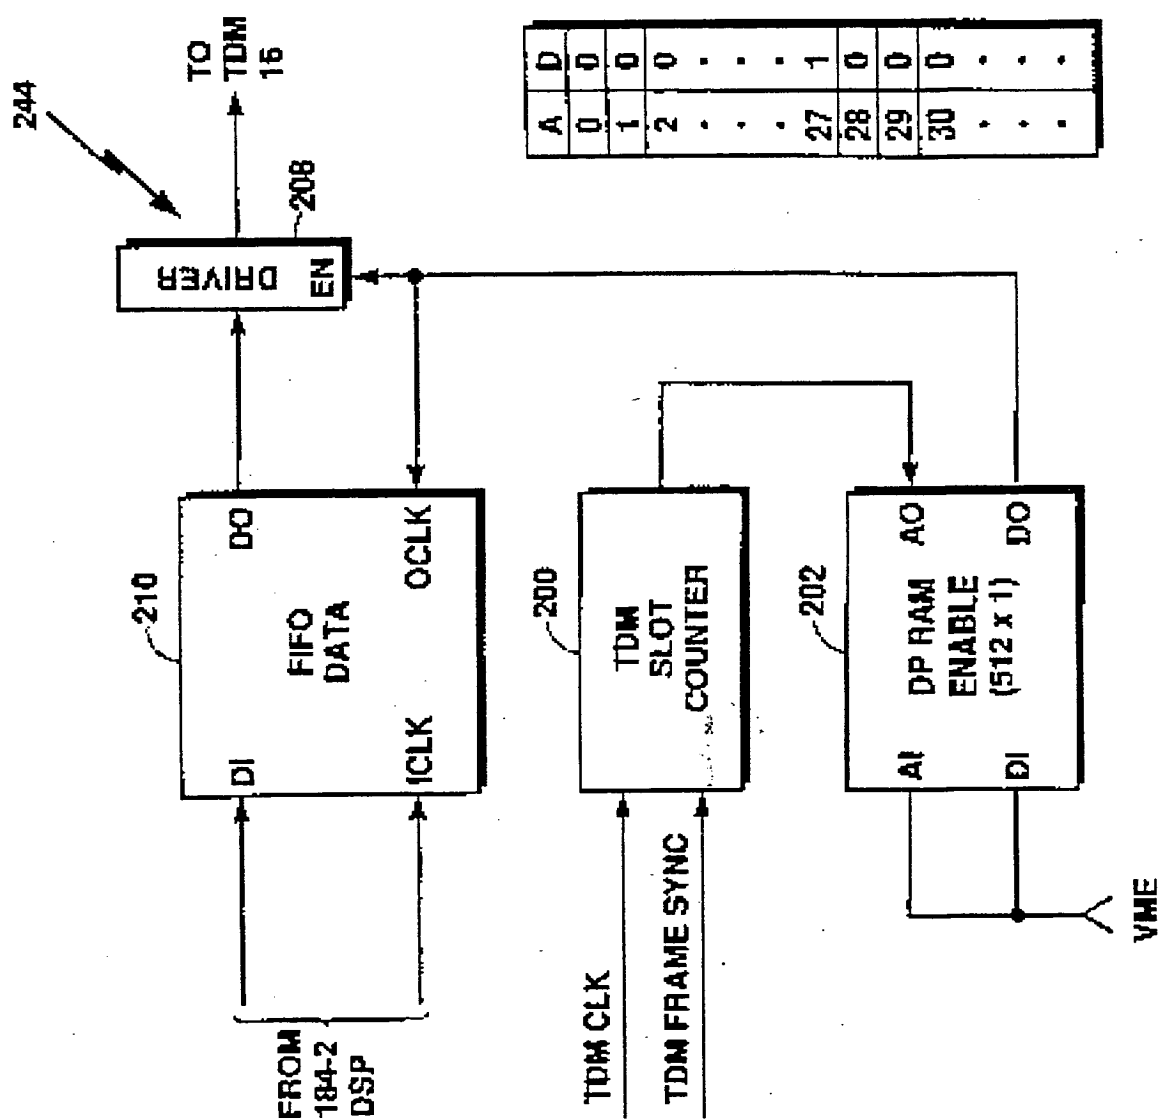 244
TO
TDM
16
DRIVER
EN
208
210
DI
DO
FIFO
DATA
1CLK
OCLK
FROM
184-2
DSP
200
TDM
SLOT
COUNTER
TDM CLK
TDM FRAME SYNC
202
AI
AO
DP RAM
ENABLE
(512 x 1)
DI
DO
VME
A D
0 0
1 0
2 0
· ·
· ·
· ·
27 1
28 0
29 0
30 0
· ·
· ·
· ·